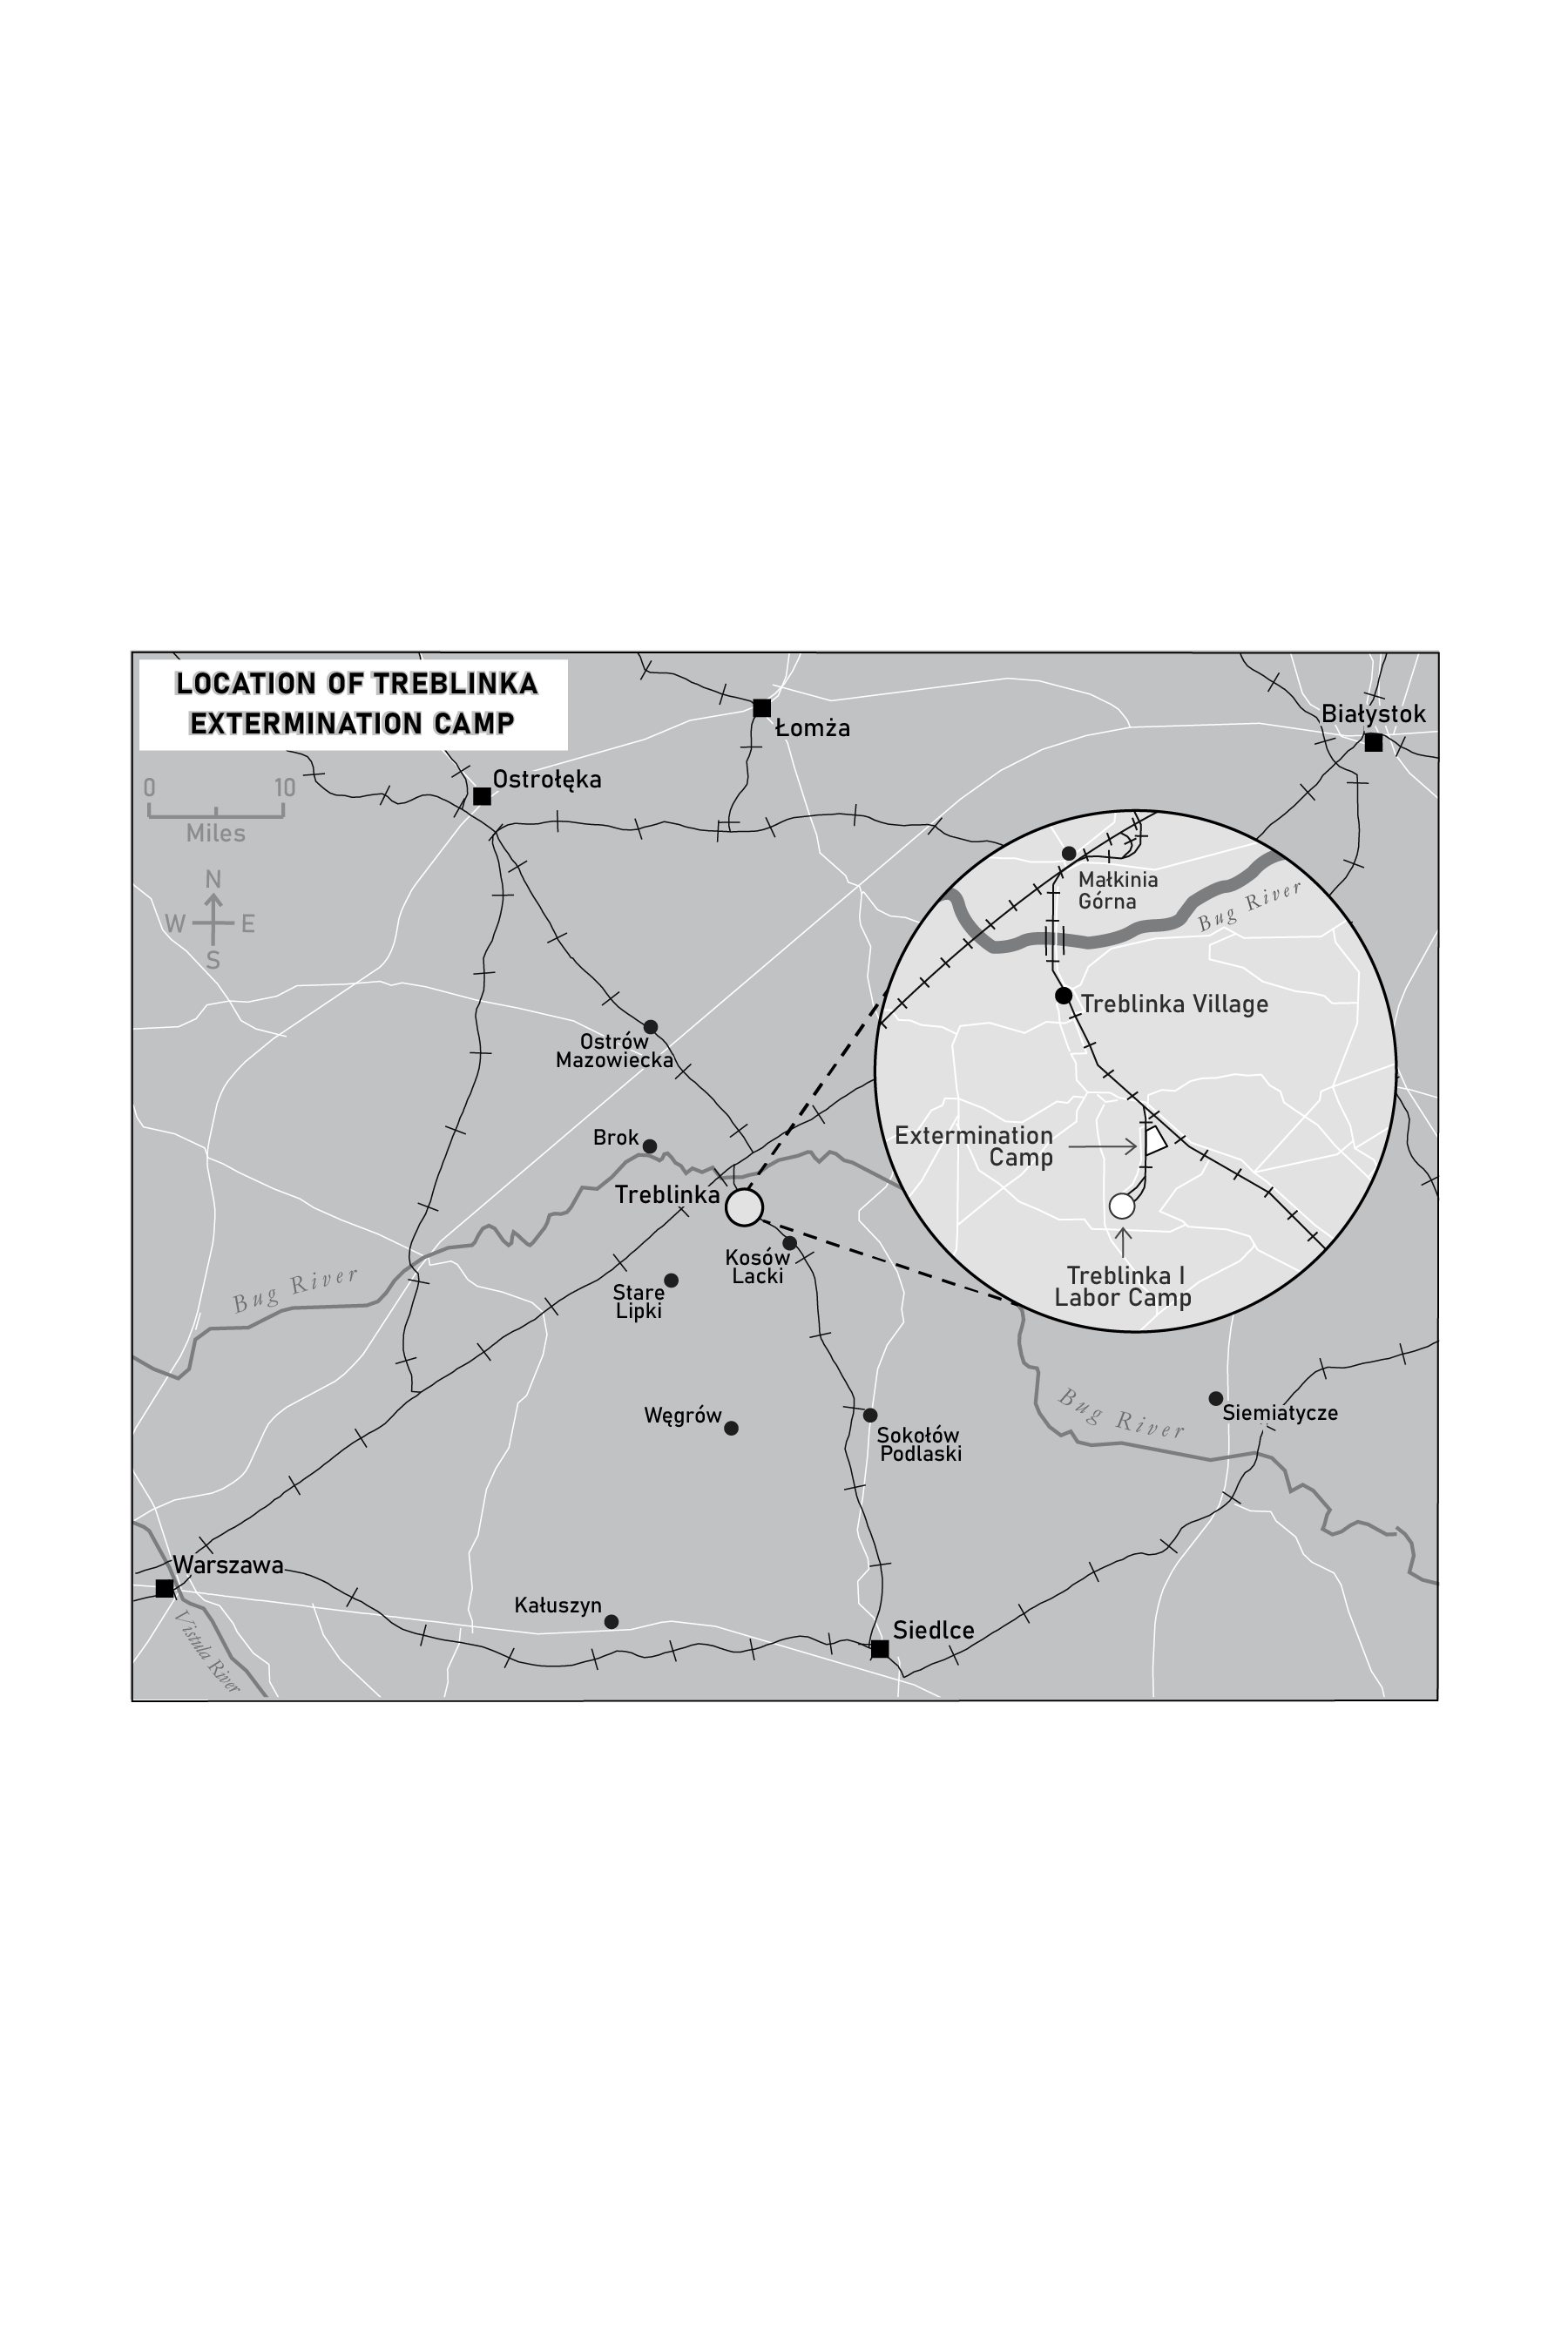 LOCATION OF TREBLINKA
EXTERMINATION CAMP
0 10
Miles
N
W E
S
Łomża
Białystok
Ostrołęka
Małkinia
Górna
Bug River
Treblinka Village
Ostrów
Mazowiecka
Brok
Extermination
Camp
Treblinka
Kosów
Lacki
Stare
Lipki
Treblinka I
Labor Camp
Bug River
Bug River
Węgrów
Sokołów
Podlaski
Siemiatycze
Warszawa
Vistula River
Kałuszyn
Siedlce